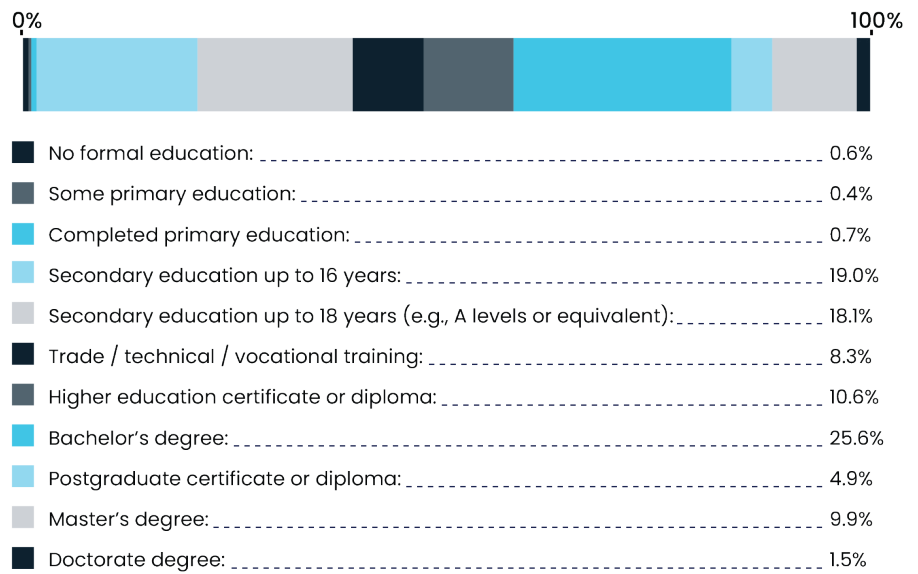 0% 100%
No formal education: 0.6%
Some primary education: 0.4%
Completed primary education: 0.7%
Secondary education up to 16 years: 19.0%
Secondary education up to 18 years (e.g., A levels or equivalent): 18.1%
Trade / technical / vocational training: 8.3%
Higher education certificate or diploma: 10.6%
Bachelor’s degree: 25.6%
Postgraduate certificate or diploma: 4.9%
Master’s degree: 9.9%
Doctorate degree: 1.5%